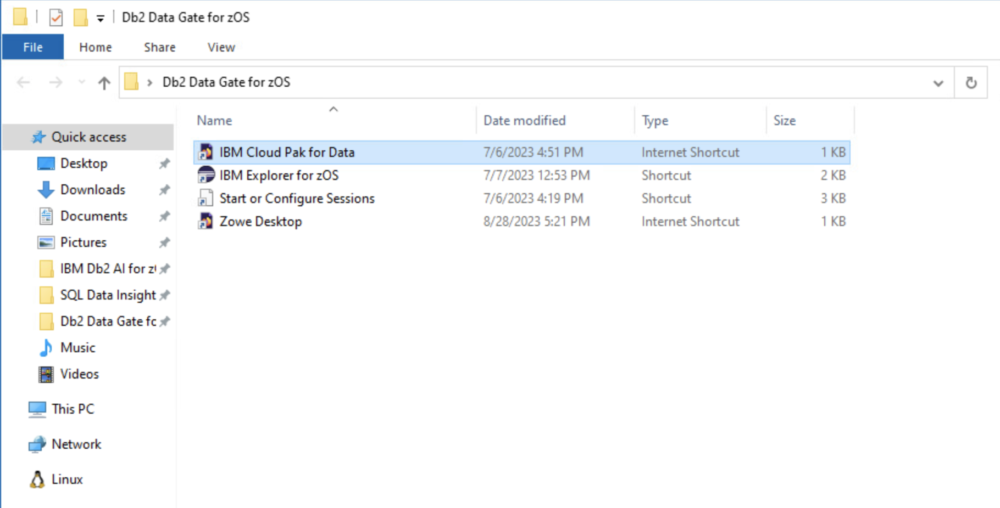 Db2 Data Gate for zOS
File Home Share View
Db2 Data Gate for zOS
Name Date modified Type Size
Quick access
Desktop
Downloads
Documents
Pictures
IBM Db2 AI for z
SQL Data Insight
Db2 Data Gate fc
Music
Videos
This PC
Network
Linux
IBM Cloud Pak for Data 7/6/2023 4:51 PM Internet Shortcut 1 KB
IBM Explorer for zOS 7/7/2023 12:53 PM Shortcut 2 KB
Start or Configure Sessions 7/6/2023 4:19 PM Shortcut 3 KB
Zowe Desktop 8/28/2023 5:21 PM Internet Shortcut 1 KB